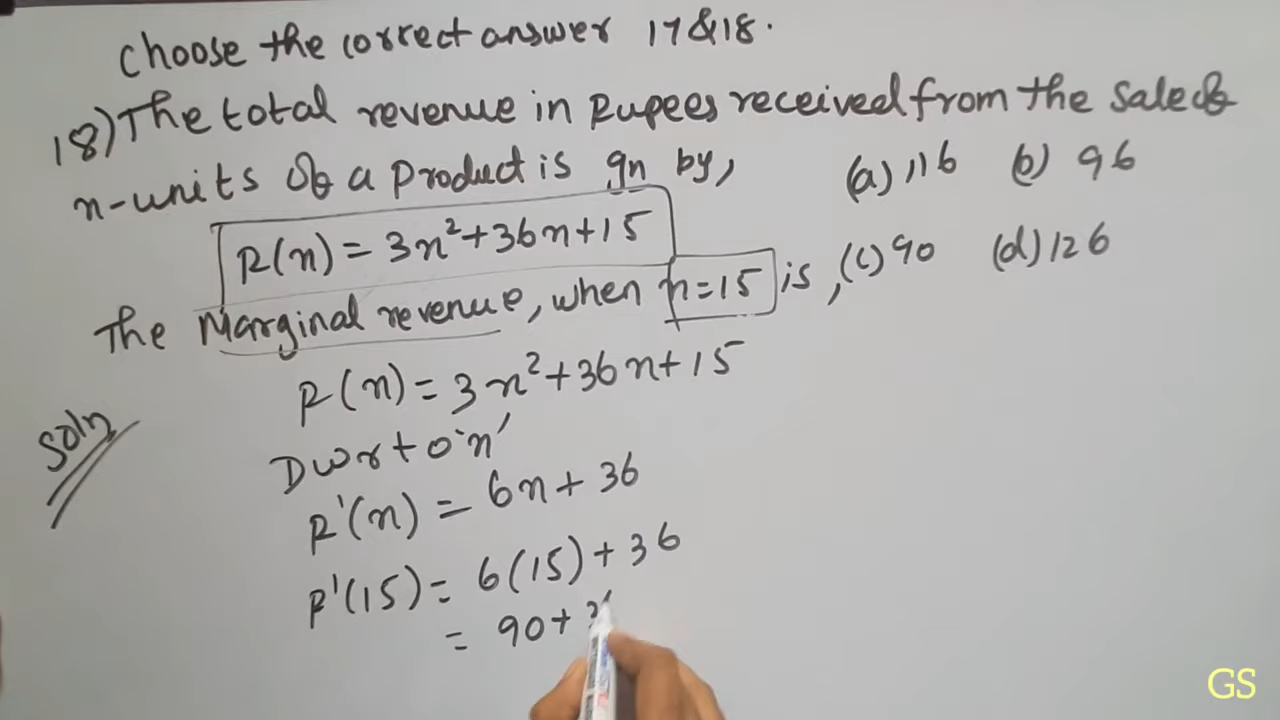 Choose the correct answer 17&18.
18) The total revenue in Rupees received from the sale of
x-units of a product is gn by,
R(x) = 3x²+36x+15
The Marginal revenue, when x=15 is,
(a) 116 (b) 96
(c) 90 (d) 126
Soln
R(x) = 3x²+36x+15
D w r to 'x'
R'(x) = 6x + 36
R'(15) = 6(15) + 36
= 90 + 3
GS